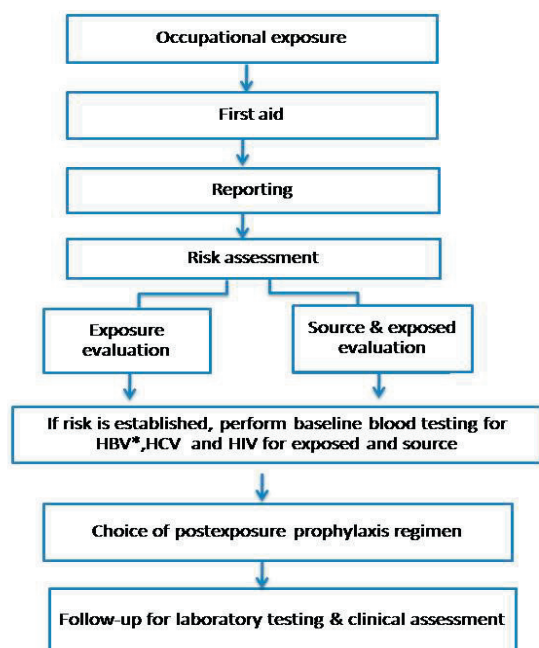 Occupational exposure
First aid
Reporting
Risk assessment
Exposure
evaluation
Source & exposed
evaluation
If risk is established, perform baseline blood testing for
HBV*,HCV and HIV for exposed and source
Choice of postexposure prophylaxis regimen
Follow-up for laboratory testing & clinical assessment